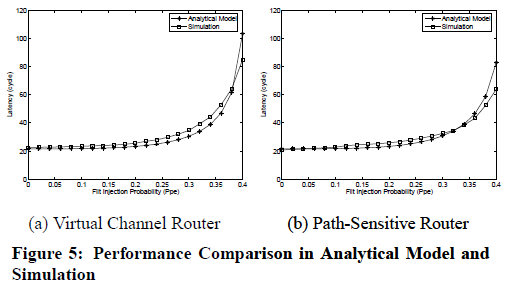 120
100
80
60
40
20
0
Latency (cycle)
Analytical Model
Simulation
0 0.05 0.1 0.15 0.2 0.25 0.3 0.35 0.4
Flit Injection Probability (Ppe)
(a) Virtual Channel Router
120
100
80
60
40
20
0
Latency (cycle)
Analytical Model
Simulation
0 0.05 0.1 0.15 0.2 0.25 0.3 0.35 0.4
Flit Injection Probability (Ppe)
(b) Path-Sensitive Router
Figure 5: Performance Comparison in Analytical Model and
Simulation